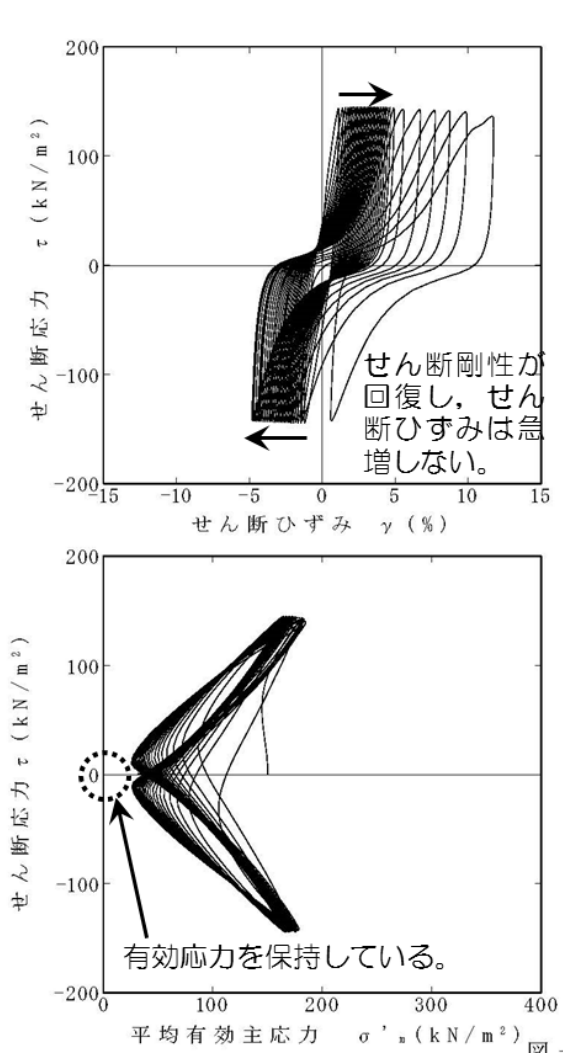 200
100
0
-100
-200
せん断応力 τ (kN/m²)
-15 -10 -5 0 5 10 15
せん断ひずみ γ (%)
せん断剛性が
回復し，せん
断ひずみは急
増しない。
200
100
0
-100
-200
せん断応力 τ (kN/m²)
有効応力を保持している。
0 100 200 300 400
平均有効主応力 σ'ₘ (kN/m²)
図